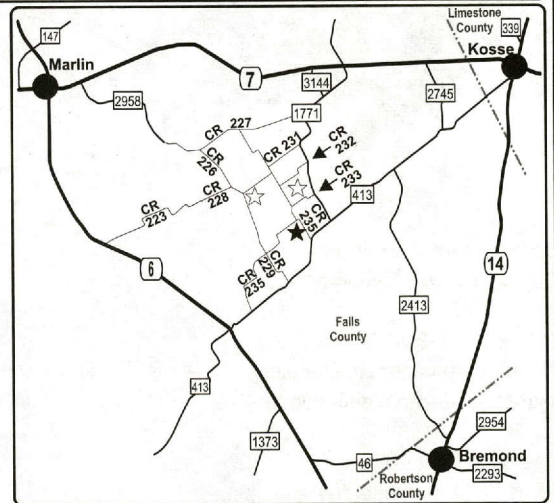 Limestone
County
147
339
Kosse
Marlin
7
3144
2745
2958
1771
CR 227
CR 231
CR
232
CR
226
CR
233
CR
228
413
CR
223
CR
235
CR
229
6
14
CR
235
2413
Falls
County
413
2954
1373
Bremond
46
2293
Robertson
County